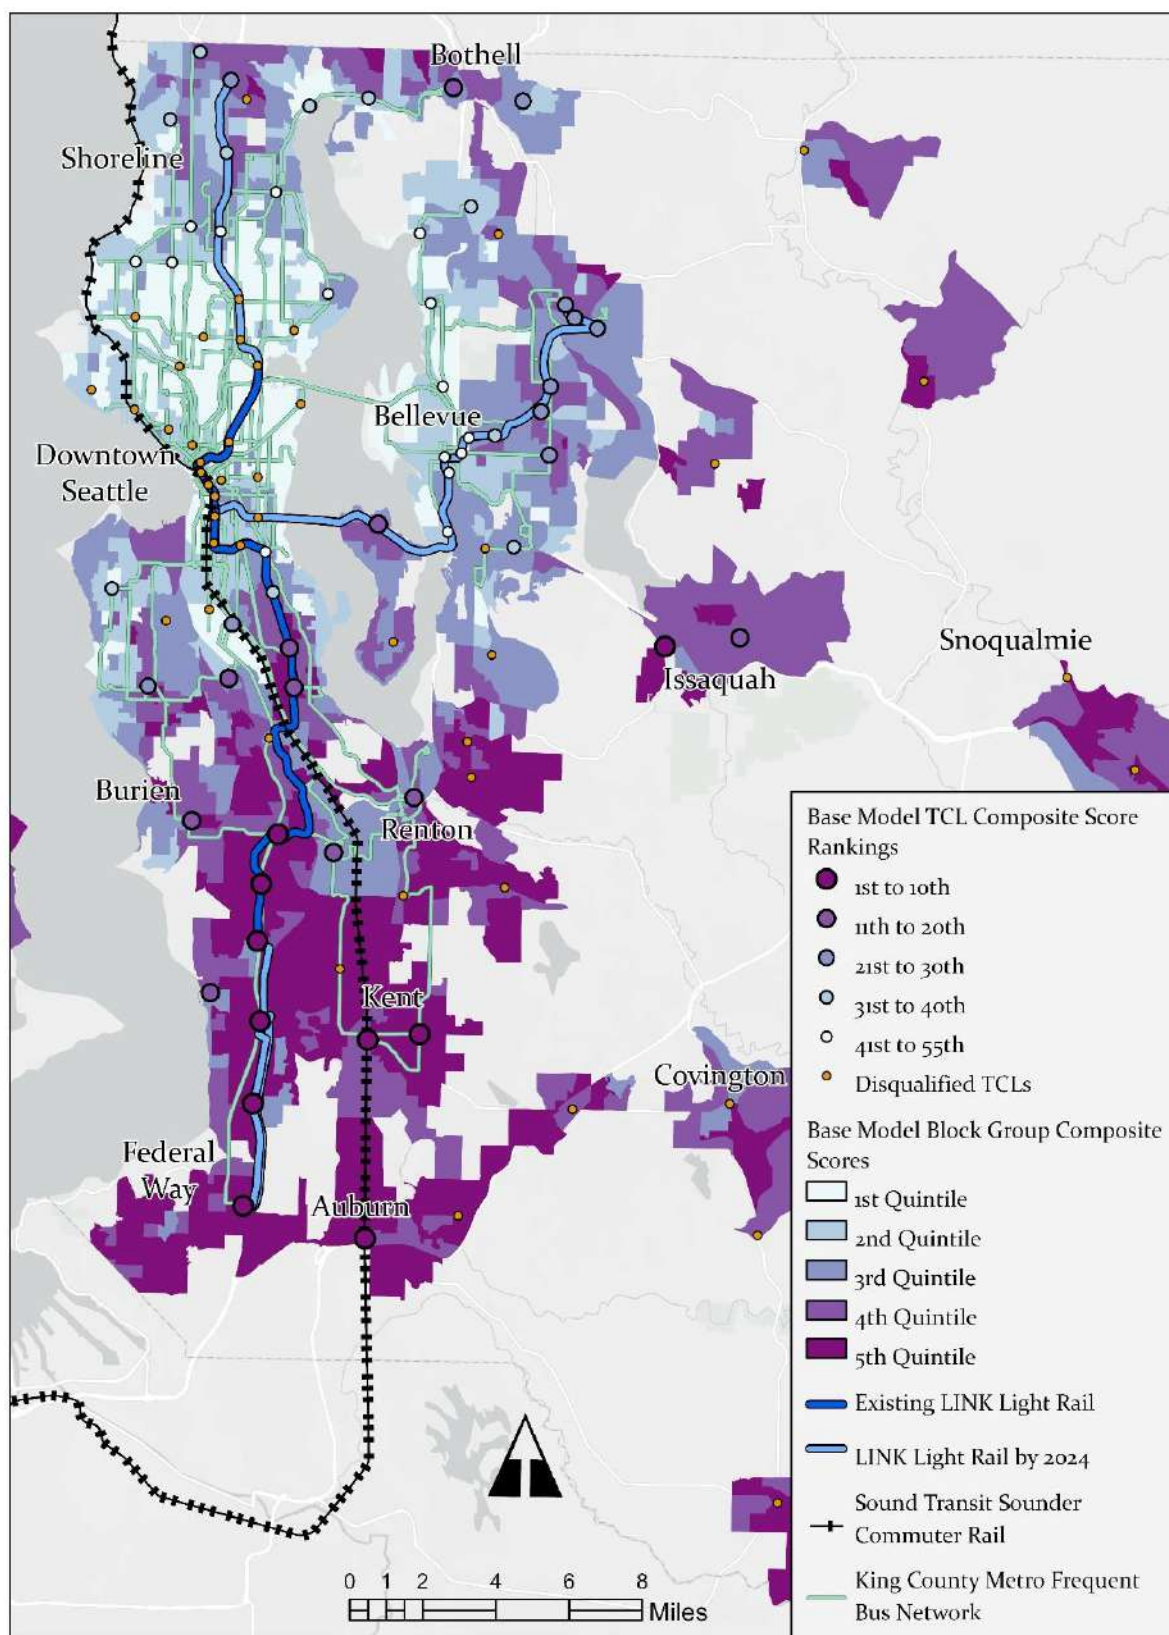 Bothell
Shoreline
Bellevue
Downtown
Seattle
Snoqualmie
Issaquah
Burien
Renton
Kent
Covington
Federal
Way
Auburn
Base Model TCL Composite Score
Rankings
1st to 10th
11th to 20th
21st to 30th
31st to 40th
41st to 55th
Disqualified TCLs
Base Model Block Group Composite
Scores
1st Quintile
2nd Quintile
3rd Quintile
4th Quintile
5th Quintile
Existing LINK Light Rail
LINK Light Rail by 2024
Sound Transit Sounder
Commuter Rail
King County Metro Frequent
Bus Network
0 1 2 4 6 8
Miles